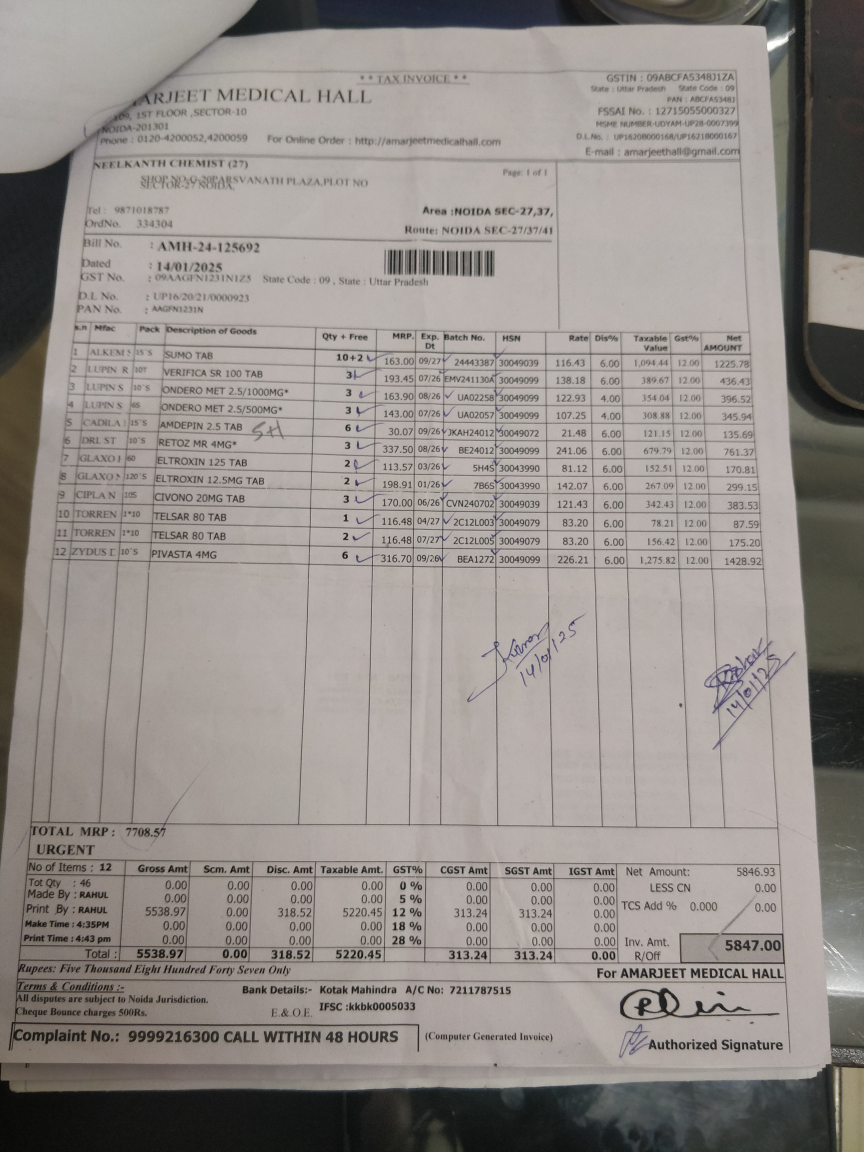 ** TAX INVOICE **
ARJEET MEDICAL HALL
109, 1ST FLOOR ,SECTOR-10
NOIDA-201301
Phone : 0120-4200052,4200059 For Online Order : http://amarjeetmedicalhall.com
GSTIN : 09ABCFA5348J1ZA
State : Uttar Pradesh State Code : 09
PAN : ABCFA5348J
FSSAI No. : 12715055000327
MSME NUMBER-UDYAM-UP28-0007399
D.L.No. : UP1620B000168/UP1621B000167
E-mail : amarjeethall@gmail.com
NEELKANTH CHEMIST (27) Page: 1 of 1
SHOP NO-Q-20PARSVANATH PLAZA,PLOT NO
SECTOR-27 NOIDA,
Tel : 9871018787 Area :NOIDA SEC-27,37,
OrdNo. 334304 Route: NOIDA SEC-27/37/41
Bill No. : AMH-24-125692
Dated : 14/01/2025
GST No. : 09AAGFN1231N1Z5 State Code : 09 , State : Uttar Pradesh
D.L No. : UP16/20/21/0000923
PAN No. : AAGFN1231N
s.n Mfac Pack Description of Goods Qty + Free MRP. Exp. Dt Batch No. HSN Rate Dis% Taxable Value Gst% Net AMOUNT
1 ALKEM 15'S SUMO TAB 10+2 163.00 09/27 24443387 30049039 116.43 6.00 1,094.44 12.00 1225.78
2 LUPIN R 10T VERIFICA SR 100 TAB 3 193.45 07/26 EMV241130A 30049099 138.18 6.00 389.67 12.00 436.43
3 LUPIN S 10'S ONDERO MET 2.5/1000MG* 3 163.90 08/26 UA02258 30049099 122.93 4.00 354.04 12.00 396.52
4 LUPIN S 6S ONDERO MET 2.5/500MG* 3 143.00 07/26 UA02057 30049099 107.25 4.00 308.88 12.00 345.94
5 CADILA 15'S AMDEPIN 2.5 TAB SH 6 30.07 09/26 JKAH24012 30049072 21.48 6.00 121.15 12.00 135.69
6 DRL ST 10'S RETOZ MR 4MG* 3 337.50 08/26 BE24012 30049099 241.06 6.00 679.79 12.00 761.37
7 GLAXO 60 ELTROXIN 125 TAB 2 113.57 03/26 5H4S 30043990 81.12 6.00 152.51 12.00 170.81
8 GLAXO 120'S ELTROXIN 12.5MG TAB 2 198.91 01/26 7B6S 30043990 142.07 6.00 267.09 12.00 299.15
9 CIPLA N 10S CIVONO 20MG TAB 3 170.00 06/26 CVN240702 30049039 121.43 6.00 342.43 12.00 383.53
10 TORREN 1*10 TELSAR 80 TAB 1 116.48 04/27 2C12L003 30049079 83.20 6.00 78.21 12.00 87.59
11 TORREN 1*10 TELSAR 80 TAB 2 116.48 07/27 2C12L005 30049079 83.20 6.00 156.42 12.00 175.20
12 ZYDUS 10'S PIVASTA 4MG 6 316.70 09/26 BEA1272 30049099 226.21 6.00 1,275.82 12.00 1428.92
14/01/25
14/01/25
TOTAL MRP : 7708.57
URGENT
No of Items : 12 Gross Amt Scm. Amt Disc. Amt Taxable Amt. GST% CGST Amt SGST Amt IGST Amt Net Amount: 5846.93
Tot Qty : 46 0.00 0.00 0.00 0.00 0 % 0.00 0.00 0.00 LESS CN 0.00
Made By : RAHUL 0.00 0.00 0.00 0.00 5 % 0.00 0.00 0.00 TCS Add % 0.000 0.00
Print By : RAHUL 5538.97 0.00 318.52 5220.45 12 % 313.24 313.24 0.00
Make Time : 4:35PM 0.00 0.00 0.00 0.00 18 % 0.00 0.00 0.00
Print Time : 4:43 pm 0.00 0.00 0.00 0.00 28 % 0.00 0.00 0.00 Inv. Amt. 5847.00
Total : 5538.97 0.00 318.52 5220.45 313.24 313.24 0.00 R/Off
Rupees: Five Thousand Eight Hundred Forty Seven Only For AMARJEET MEDICAL HALL
Terms & Conditions :- Bank Details:- Kotak Mahindra A/C No: 7211787515
All disputes are subject to Noida Jurisdiction. IFSC :kkbk0005033
Cheque Bounce charges 500Rs. E.&.O.E.
Complaint No.: 9999216300 CALL WITHIN 48 HOURS (Computer Generated Invoice)
Authorized Signature